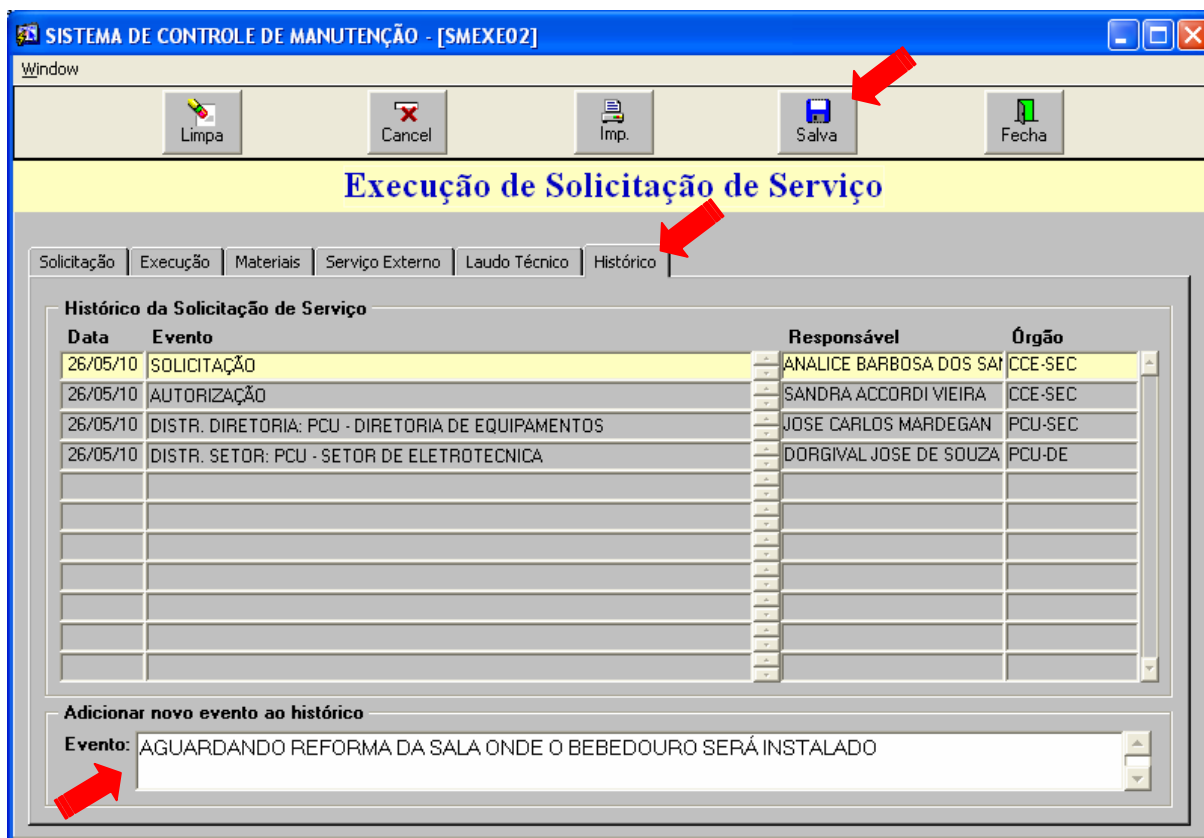 SISTEMA DE CONTROLE DE MANUTENÇÃO - [SMEXE02]
Window
Limpa Cancel Imp. Salva Fecha
Execução de Solicitação de Serviço
Solicitação Execução Materiais Serviço Externo Laudo Técnico Histórico
Histórico da Solicitação de Serviço
Data Evento Responsável Órgão
26/05/10 SOLICITAÇÃO ANALICE BARBOSA DOS SAN CCE-SEC
26/05/10 AUTORIZAÇÃO SANDRA ACCORDI VIEIRA CCE-SEC
26/05/10 DISTR. DIRETORIA: PCU - DIRETORIA DE EQUIPAMENTOS JOSE CARLOS MARDEGAN PCU-SEC
26/05/10 DISTR. SETOR: PCU - SETOR DE ELETROTECNICA DORGIVAL JOSE DE SOUZA PCU-DE
Adicionar novo evento ao histórico
Evento: AGUARDANDO REFORMA DA SALA ONDE O BEBEDOURO SERÁ INSTALADO